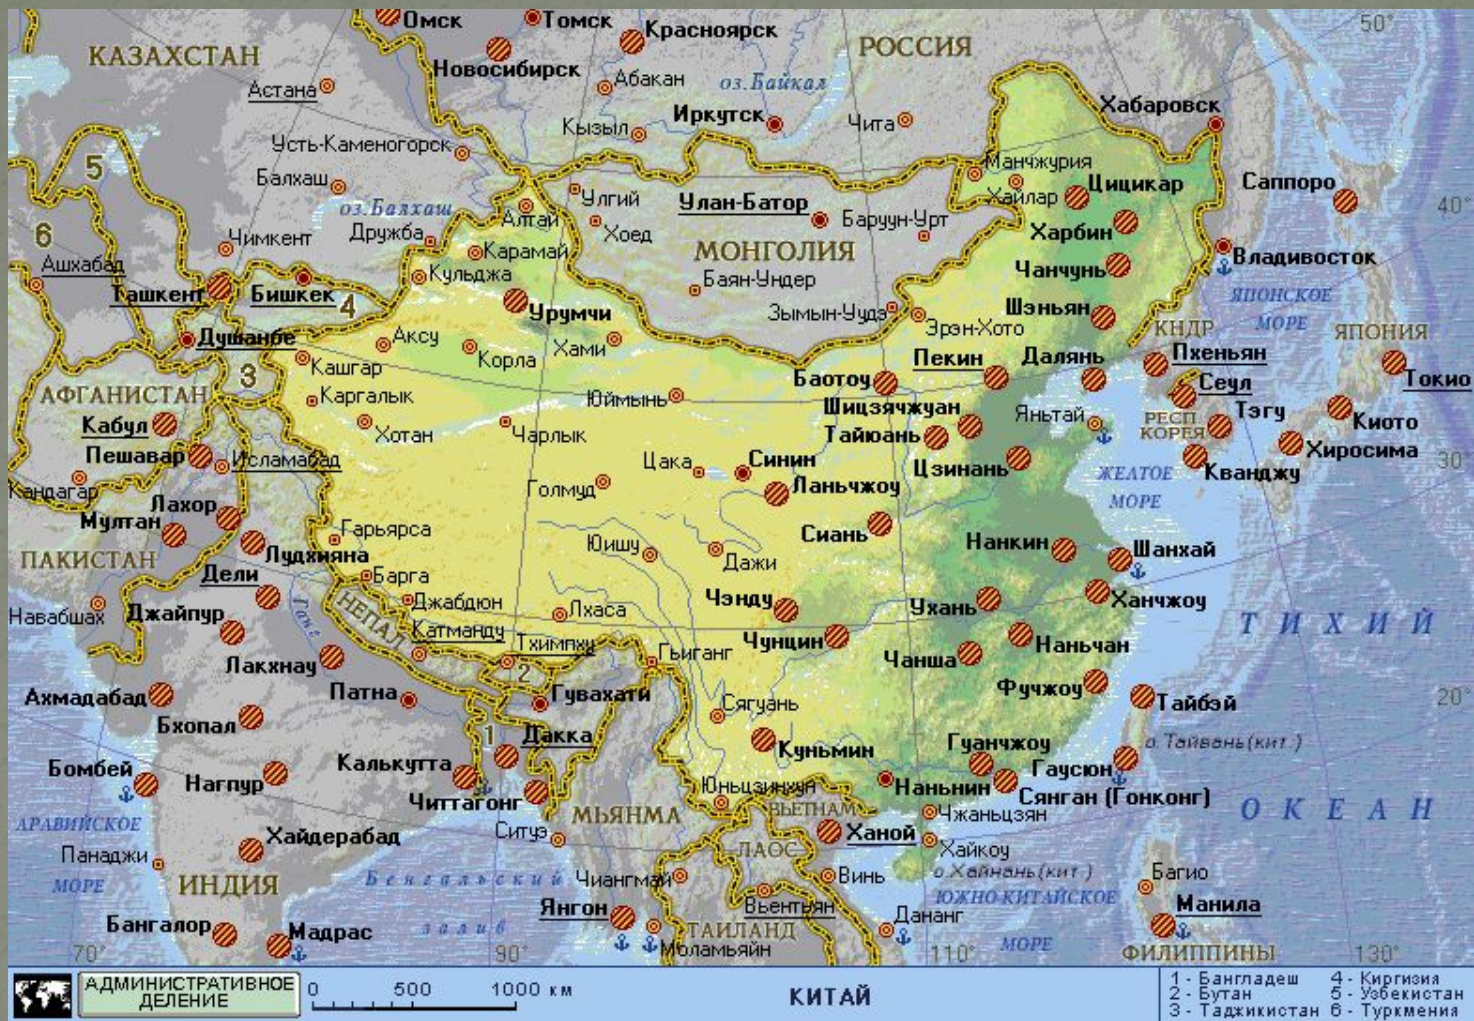 Омск
Томск
Красноярск
50°
КАЗАХСТАН
РОССИЯ
Новосибирск
Абакан
оз.Байкал
Астана
Хабаровск
Иркутск
Чита
Кызыл
Усть-Каменогорск
5
Манчжурия
Балхаш
Улгий
Хайлар
Цицикар
Саппоро
оз.Балхаш
Алтай
Улан-Батор
40°
6
Дружба
Хоед
Баруун-Урт
Харбин
Чимкент
Карамай
МОНГОЛИЯ
Владивосток
Ашхабад
Кульджа
Чанчунь
Баян-Ундер
Ташкент
Бишкек
4
ЯПОНСКОЕ
МОРЕ
Урумчи
Зымын-Уудэ
Шэньян
Эрэн-Хото
КНДР
ЯПОНИЯ
Душанбе
Аксу
Корла
Хами
Пекин
Далянь
Пхеньян
3
Кашгар
Токио
АФГАНИСТАН
Баотоу
Сеул
Каргалык
Юймынь
Шицзячжуан
Яньтай
Тэгу
Киото
Кабул
Хотан
Чарлык
Тайюань
РЕСП
КОРЕЯ
Хиросима
Пешавар
Исламабад
Цака
Синин
Цзинань
Кванджу
30
Кандагар
Голмуд
Ланьчжоу
ЖЕЛТОЕ
МОРЕ
Лахор
Мултан
Гарьярса
Сиань
Нанкин
Шанхай
ПАКИСТАН
Лудхияна
Юишу
Дажи
Дели
Барга
Навабшах
Джайпур
Ганг
НЕПАЛ
Джабдюн
Лхаса
Чэнду
Ухань
Ханчжоу
ТИХИЙ
Катманду
Тхимпху
Чунцин
Наньчан
Лакхнау
Гьиганг
Чанша
2
Фучжоу
Ахмадабад
Патна
Гувахати
Тайбэй
20°
Бхопал
Сягуань
1
Дакка
Куньмин
Гуанчжоу
о.Тайвань(кит.)
Бомбей
Нагпур
Калькутта
Гаусюн
Читтагонг
Юньцзинхун
Наньнин
Сянган (Гонконг)
ОКЕАН
АРАВИЙСКОЕ
МОРЕ
МЬЯНМА
ВЬЕТНАМ
Чжаньцзян
Хайдерабад
Ситуэ
Ханой
Панаджи
ЛАОС
Хайкоу
о.Хайнань(кит.)
ИНДИЯ
Бенгальский
залив
Чиангмай
Винь
Багио
ЮЖНО-КИТАЙСКОЕ
МОРЕ
Янгон
Вьентьян
Дананг
Манила
Бангалор
Мадрас
ТАИЛАНД
Моламьяйн
ФИЛИППИНЫ
70°
90°
110°
130°
АДМИНИСТРАТИВНОЕ
ДЕЛЕНИЕ
0 500 1000 км
КИТАЙ
1 - Бангладеш 4 - Киргизия
2 - Бутан 5 - Узбекистан
3 - Таджикистан 6 - Туркмения